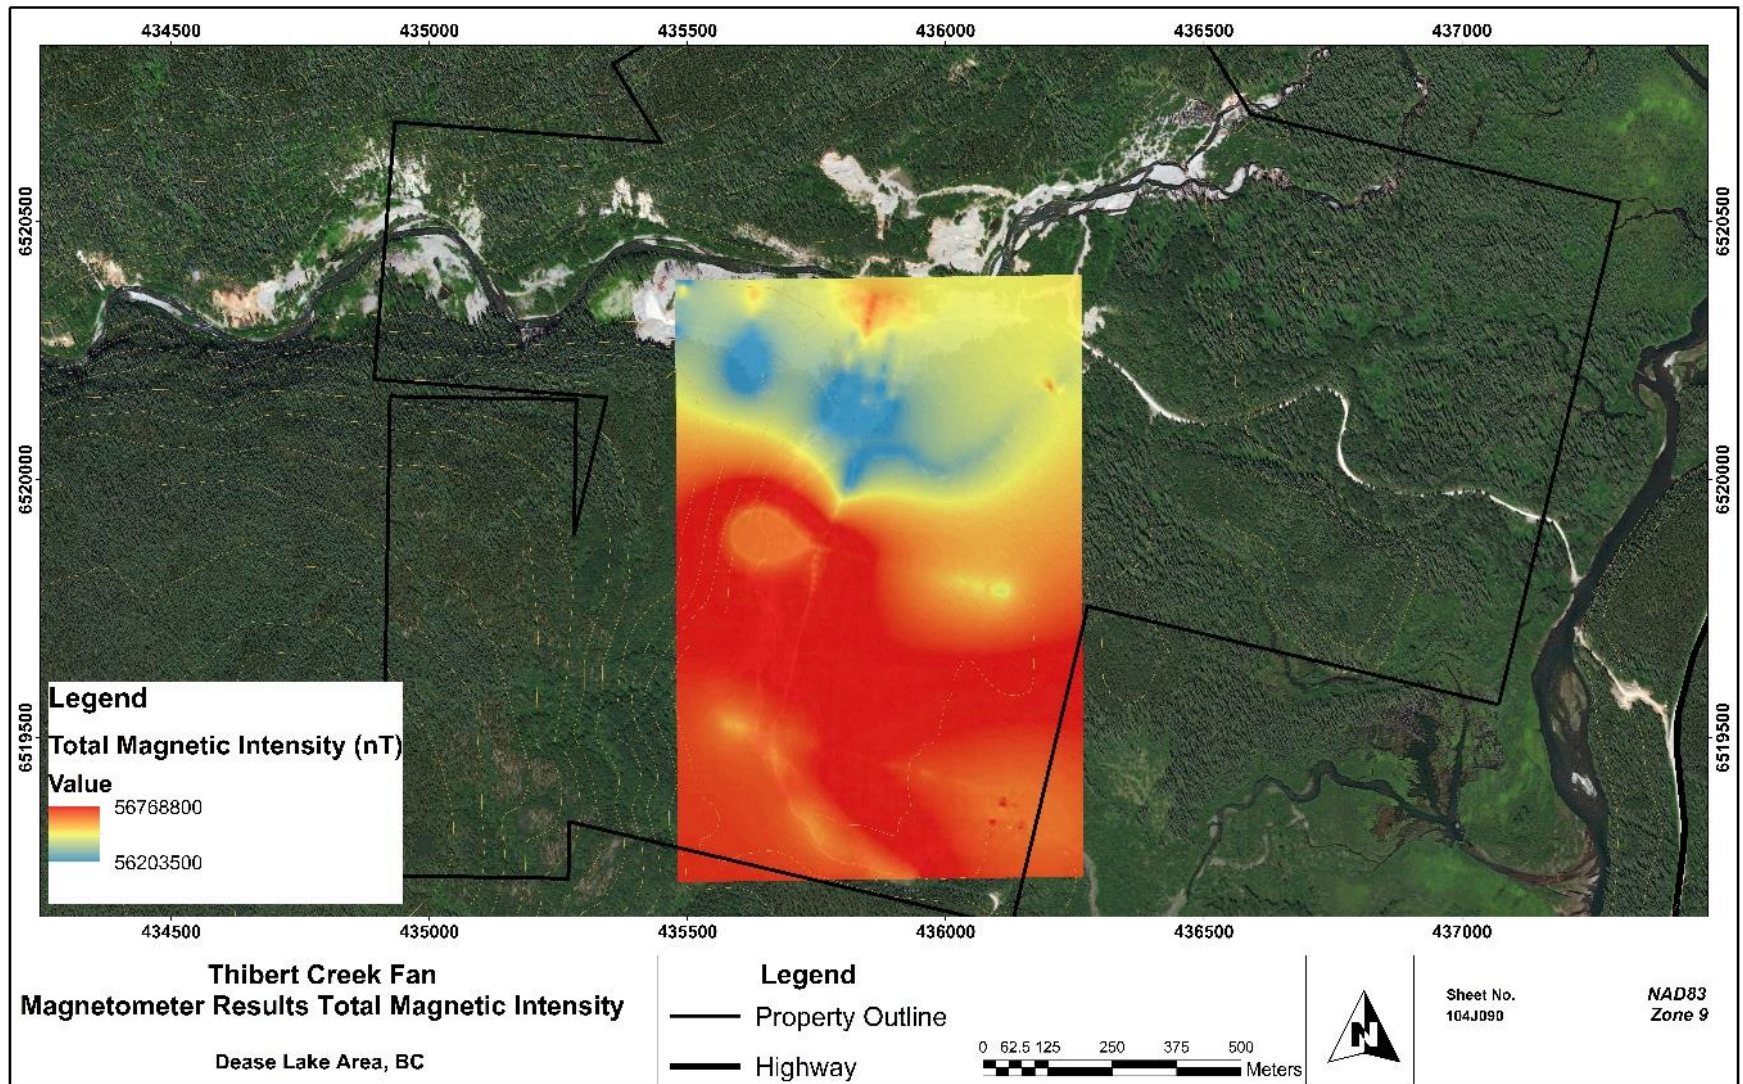 434500 435000 435500 436000 436500 437000
6520500 6520500
6520000 6520000
6519500 6519500
Legend
Total Magnetic Intensity (nT)
Value
56768800
56203500
434500 435000 435500 436000 436500 437000
Thibert Creek Fan
Magnetometer Results Total Magnetic Intensity
Dease Lake Area, BC
Legend
Property Outline
Highway
0 62.5 125 250 375 500
Meters
N
Sheet No.
104J090
NAD83
Zone 9